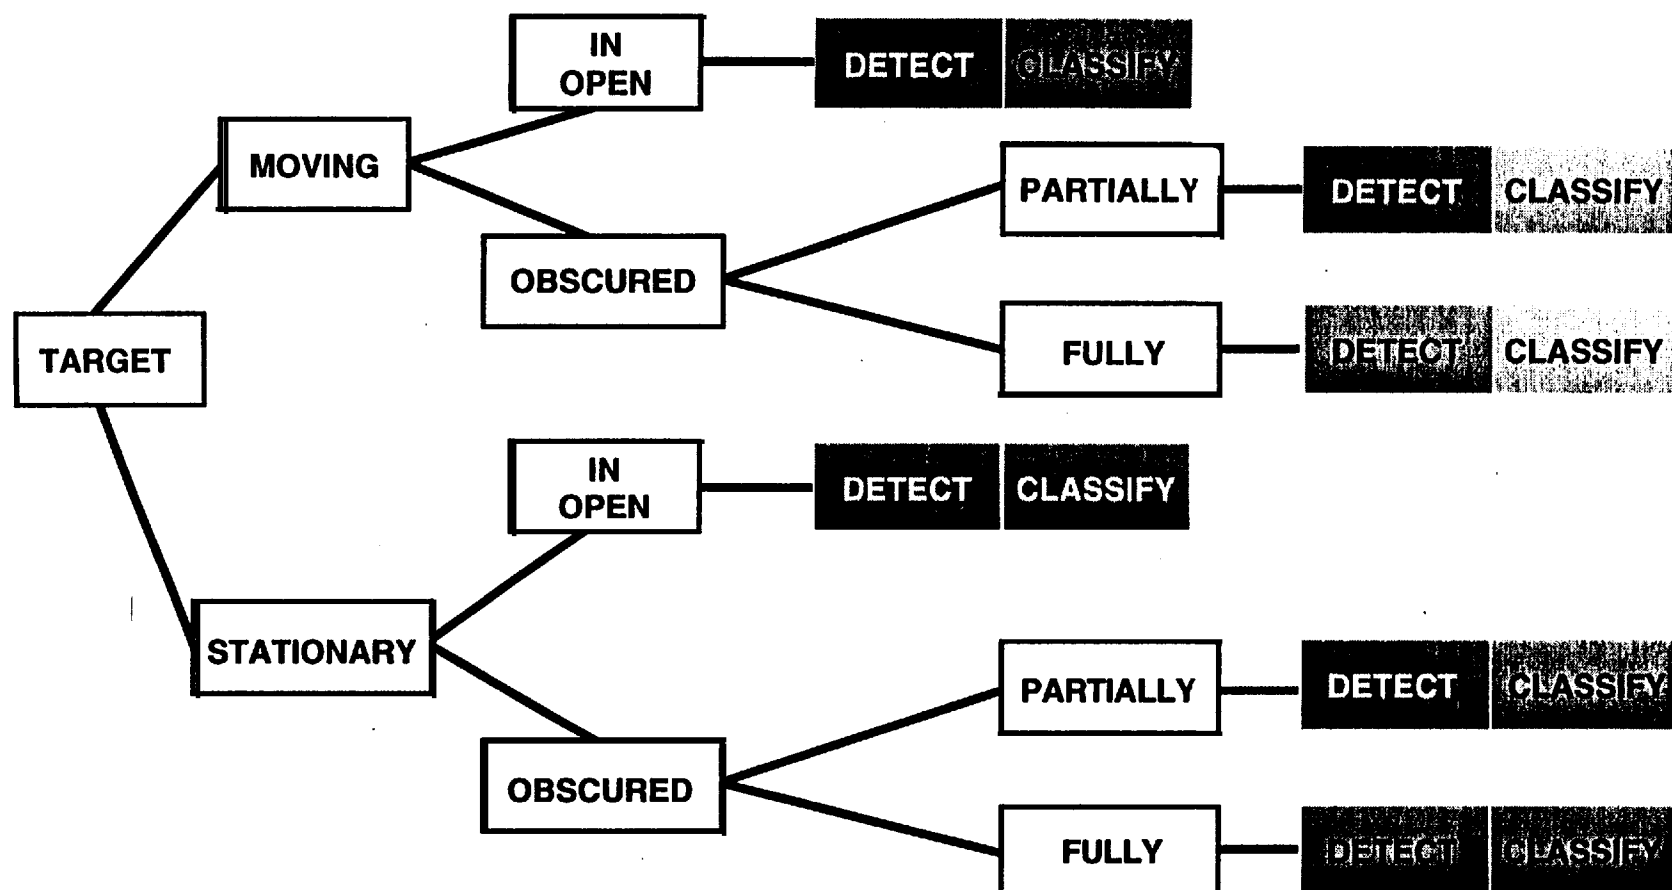 IN
OPEN
DETECT CLASSIFY
MOVING
PARTIALLY
DETECT CLASSIFY
OBSCURED
TARGET
FULLY
DETECT CLASSIFY
IN
OPEN
DETECT CLASSIFY
STATIONARY
PARTIALLY
DETECT CLASSIFY
OBSCURED
FULLY
DETECT CLASSIFY